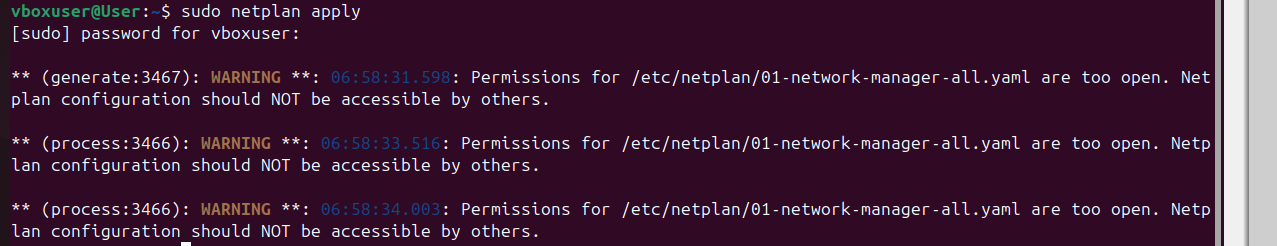 vboxuser@User:~$ sudo netplan apply
[sudo] password for vboxuser:
** (generate:3467): WARNING **: 06:58:31.598: Permissions for /etc/netplan/01-network-manager-all.yaml are too open. Net
plan configuration should NOT be accessible by others.
** (process:3466): WARNING **: 06:58:33.516: Permissions for /etc/netplan/01-network-manager-all.yaml are too open. Netp
lan configuration should NOT be accessible by others.
** (process:3466): WARNING **: 06:58:34.003: Permissions for /etc/netplan/01-network-manager-all.yaml are too open. Netp
lan configuration should NOT be accessible by others.